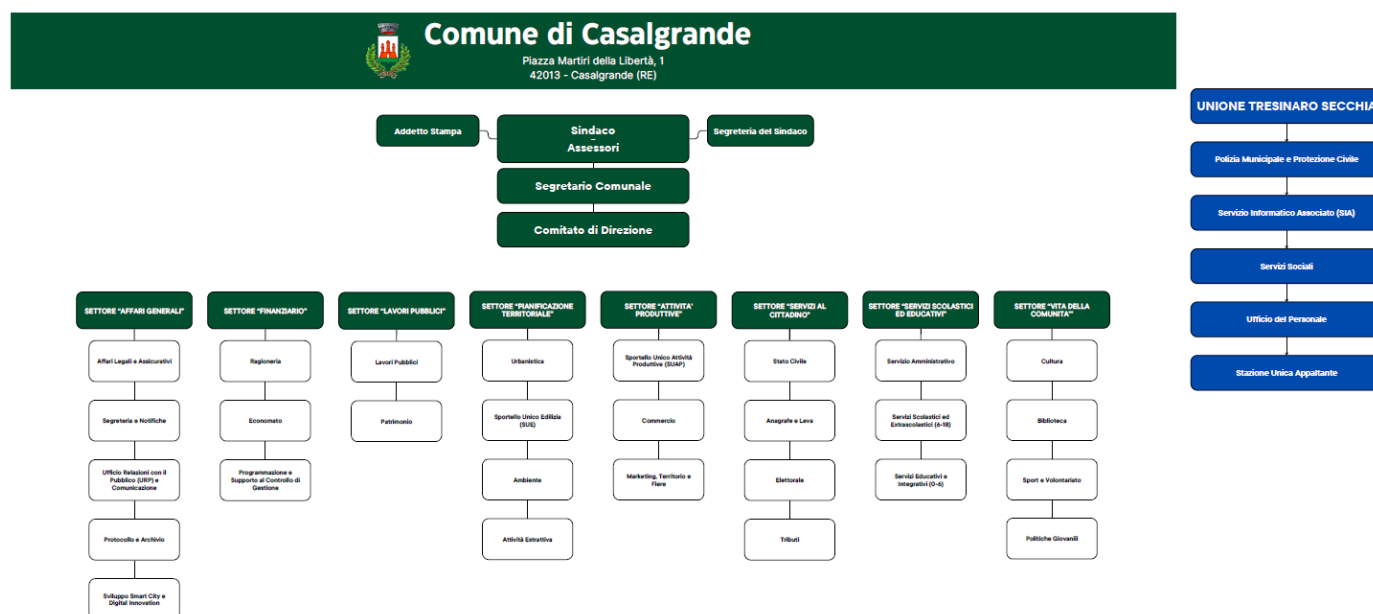 Comune di Casalgrande
Piazza Martiri della Libertà, 1
42013 - Casalgrande (RE)
Addetto Stampa
Sindaco
-
Assessori
Segreteria del Sindaco
Segretario Comunale
Comitato di Direzione
SETTORE "AFFARI GENERALI"
Affari Legali e Assicurativi
Segreteria e Notifiche
Ufficio Relazioni con il
Pubblico (URP) e
Comunicazione
Protocollo e Archivio
Sviluppo Smart City e
Digital Innovation
SETTORE "FINANZIARIO"
Ragioneria
Economato
Programmazione e
Supporto al Controllo di
Gestione
SETTORE "LAVORI PUBBLICI"
Lavori Pubblici
Patrimonio
SETTORE "PIANIFICAZIONE
TERRITORIALE"
Urbanistica
Sportello Unico Edilizia
(SUE)
Ambiente
Attività Estrattiva
SETTORE "ATTIVITA'
PRODUTTIVE"
Sportello Unico Attività
Produttive (SUAP)
Commercio
Marketing, Territorio e
Fiere
SETTORE "SERVIZI AL
CITTADINO"
Stato Civile
Anagrafe e Leva
Elettorale
Tributi
SETTORE "SERVIZI SCOLASTICI
ED EDUCATIVI"
Servizio Amministrativo
Servizi Scolastici ed
Extrascolastici (6-18)
Servizi Educativi e
Integrativi (0-6)
SETTORE "VITA DELLA
COMUNITA'"
Cultura
Biblioteca
Sport e Volontariato
Politiche Giovanili
UNIONE TRESINARO SECCHIA
Polizia Municipale e Protezione Civile
Servizio Informatico Associato (SIA)
Servizi Sociali
Ufficio del Personale
Stazione Unica Appaltante